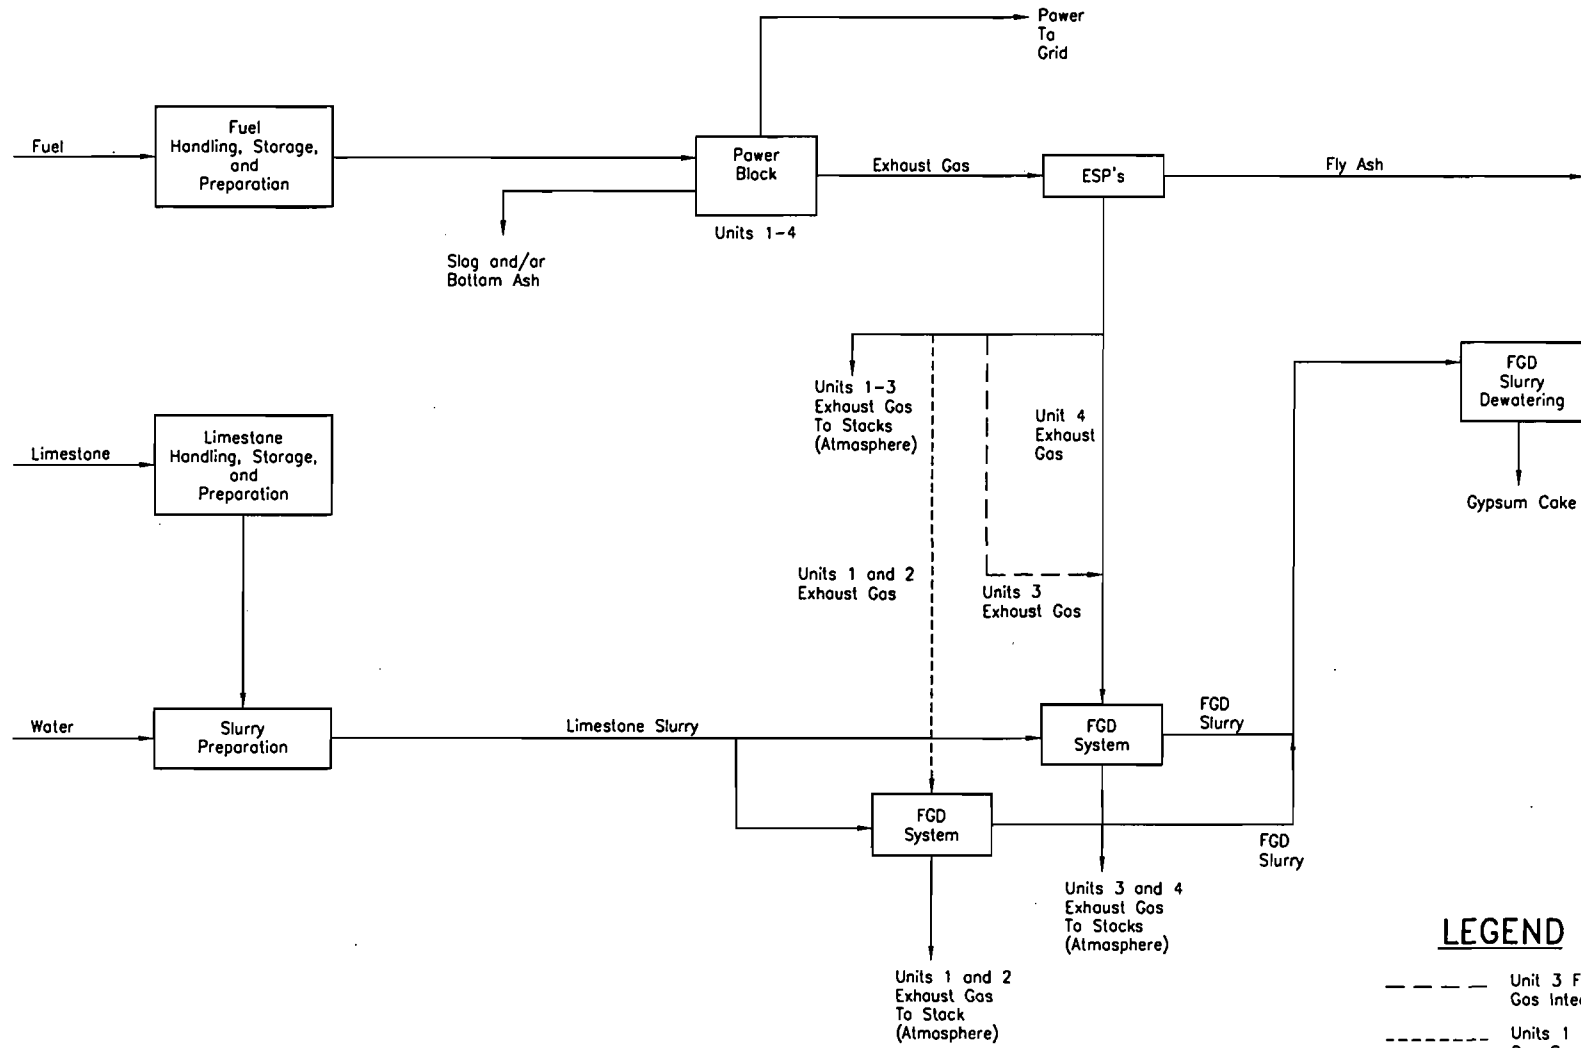 Power
To
Grid
Fuel
Fuel
Handling, Storage,
and
Preparation
Power
Block
Units 1-4
Exhaust Gas
ESP's
Fly Ash
Slag and/or
Bottom Ash
Units 1-3
Exhaust Gas
To Stacks
(Atmosphere)
Unit 4
Exhaust
Gas
FGD
Slurry
Dewatering
Gypsum Cake
Limestone
Limestone
Handling, Storage,
and
Preparation
Units 1 and 2
Exhaust Gas
Units 3
Exhaust Gas
Water
Slurry
Preparation
Limestone Slurry
FGD
System
FGD
Slurry
FGD
System
FGD
Slurry
Units 3 and 4
Exhaust Gas
To Stacks
(Atmosphere)
Units 1 and 2
Exhaust Gas
To Stack
(Atmosphere)
LEGEND
Unit 3 F
Gas
Units 1